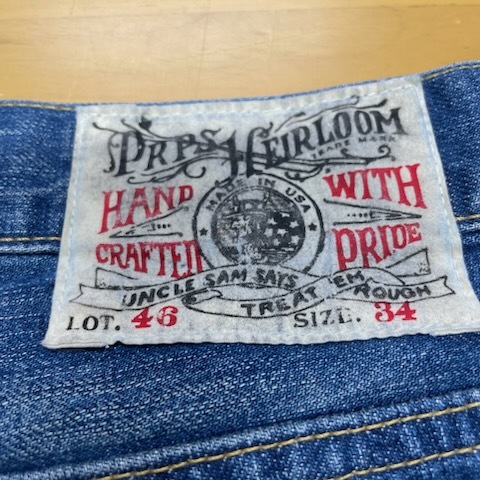 PRPS HEIRLOOM
TRADE MARK
HAND WITH
MADE IN USA
CRAFTED PRIDE
UNCLE SAM SAYS
TREAT 'EM ROUGH
LOT. 46 SIZE. 34